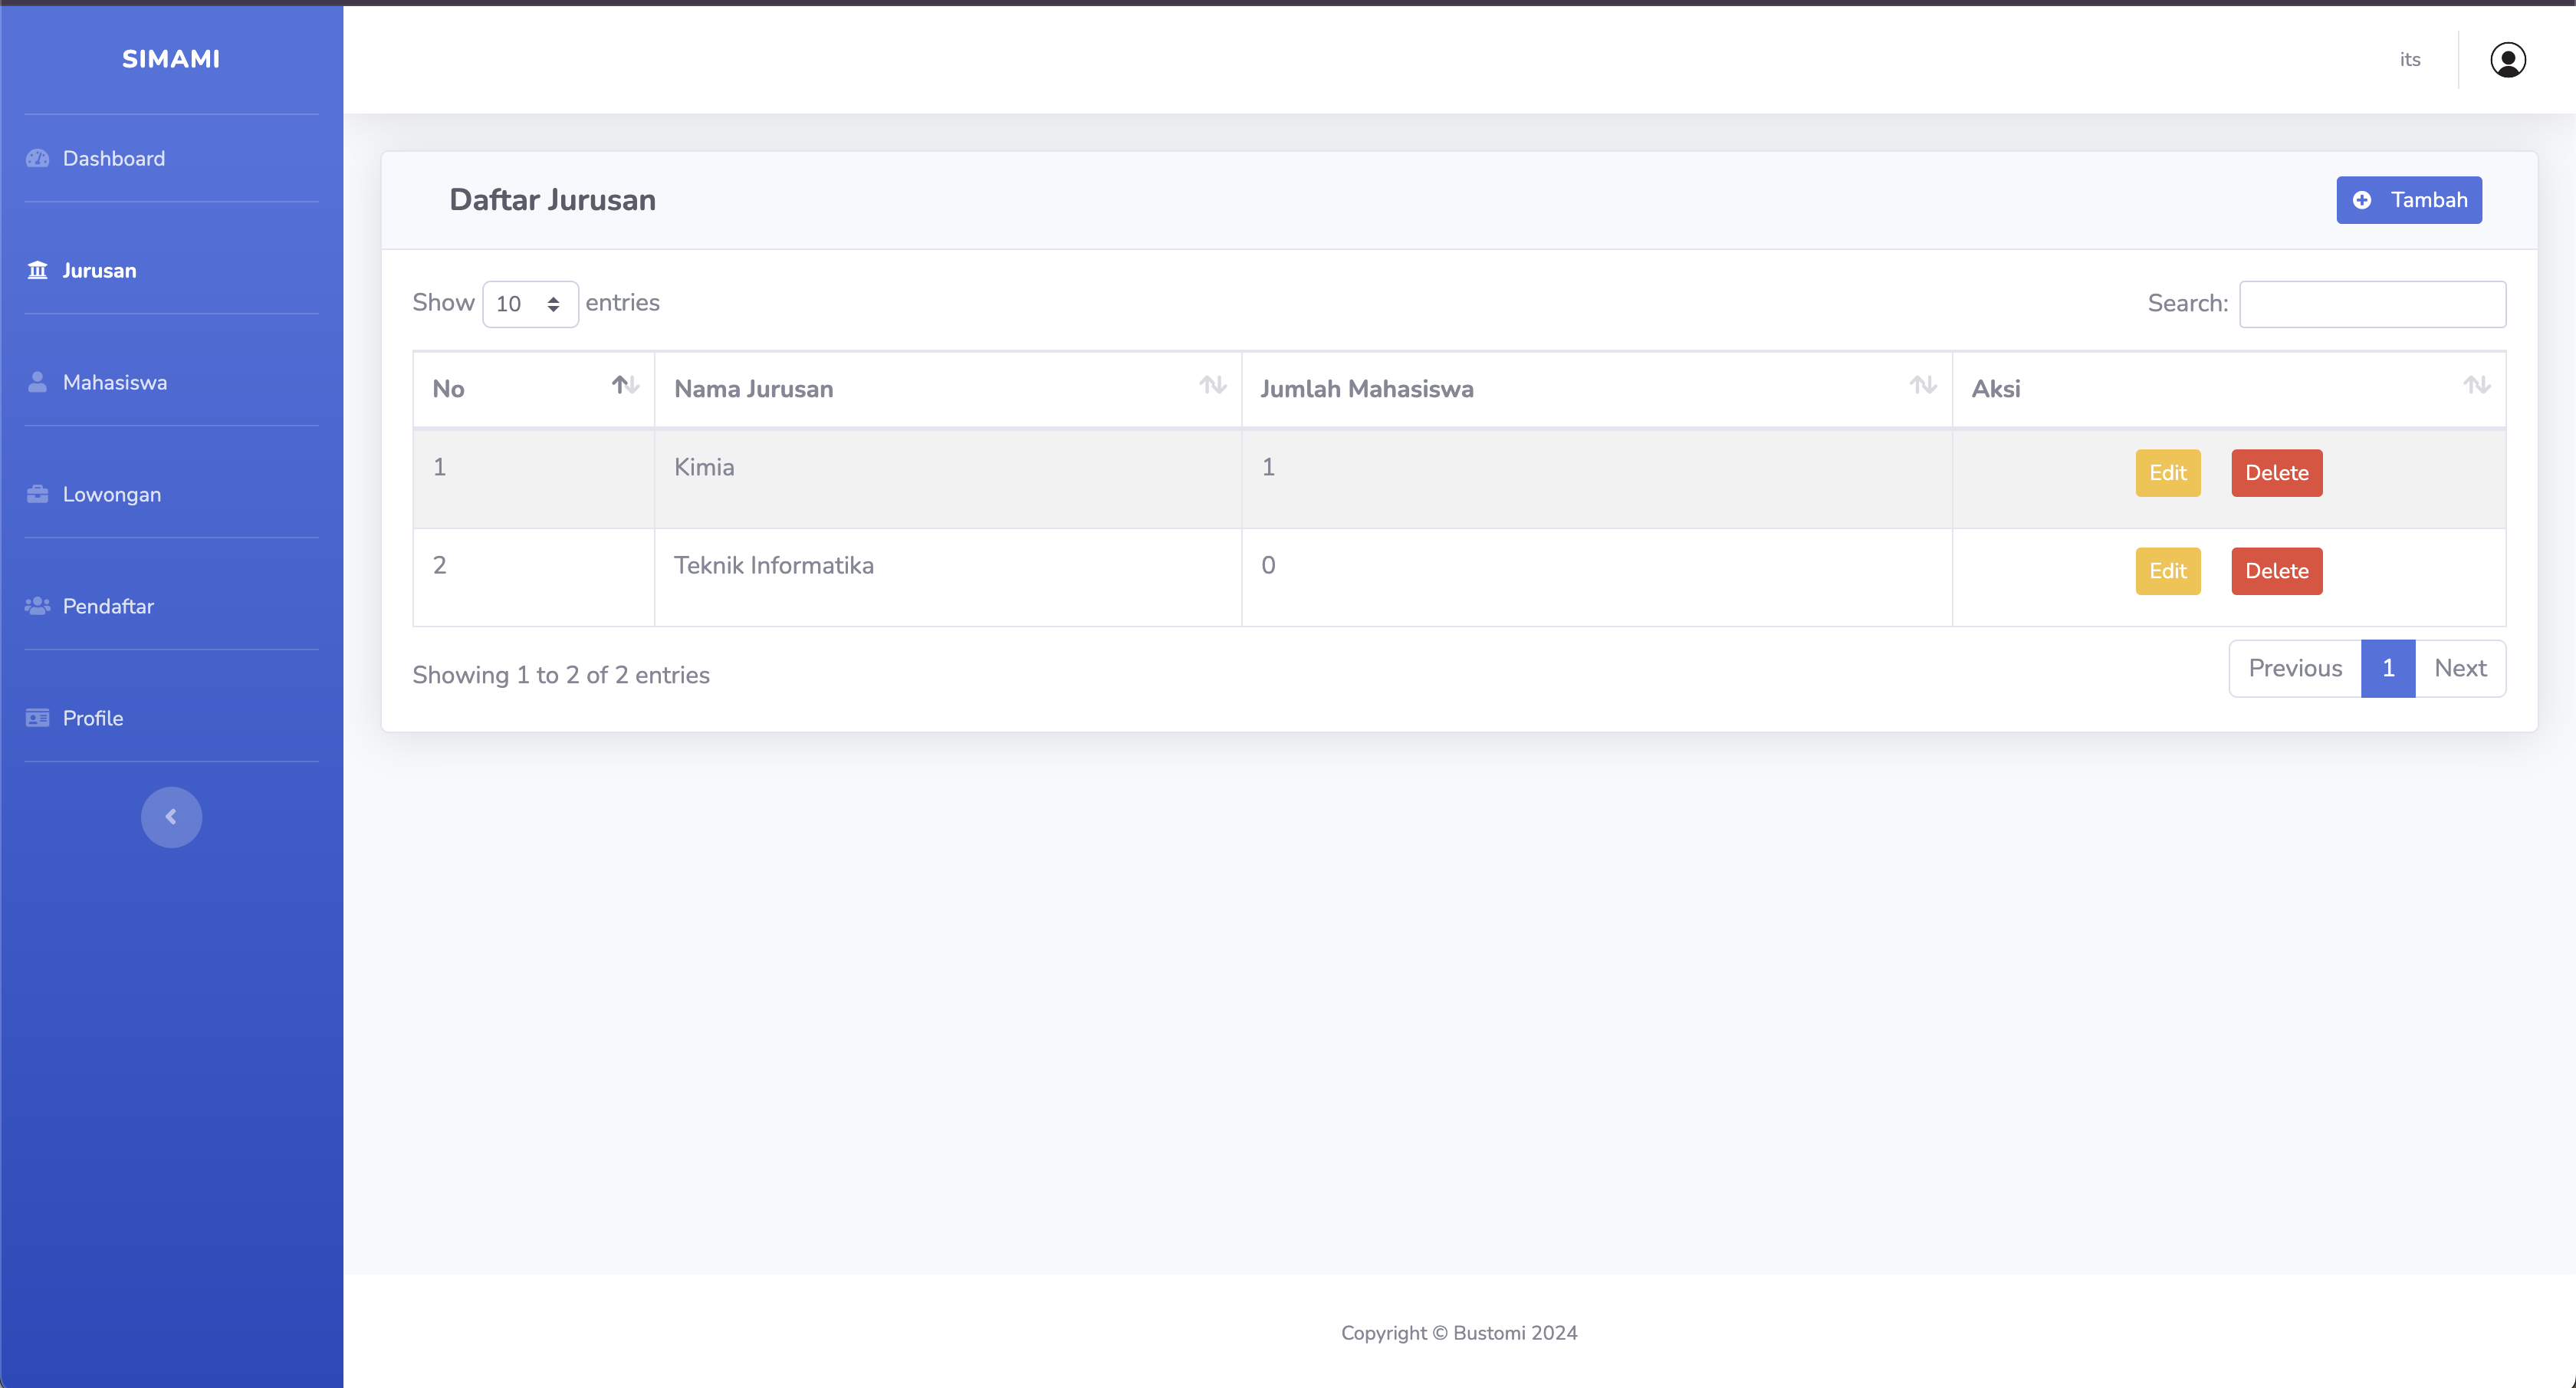 SIMAMI
its
Dashboard
Jurusan
Mahasiswa
Lowongan
Pendaftar
Profile
Daftar Jurusan
Tambah
Show 10 entries
Search:
No Nama Jurusan Jumlah Mahasiswa Aksi
1 Kimia 1 Edit Delete
2 Teknik Informatika 0 Edit Delete
Showing 1 to 2 of 2 entries
Previous 1 Next
Copyright © Bustomi 2024